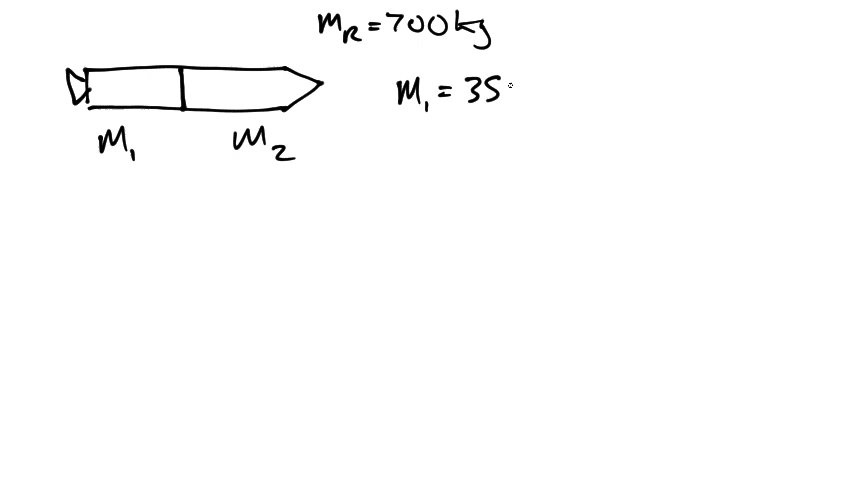 m_R = 700 kg
m_1 = 35
m_1 m_2